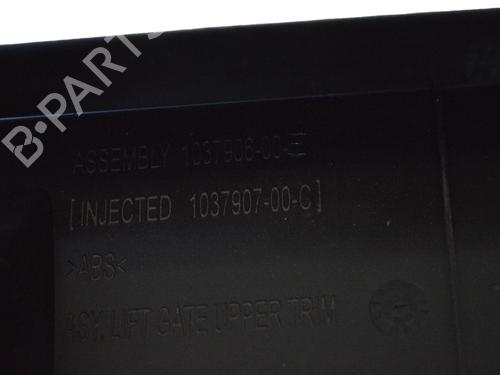 B-PARTS
ASSEMBLY 1037906-00-E
[INJECTED 1037907-00-C]
>ABS<
ASY, LIFT GATE UPPER TRIM